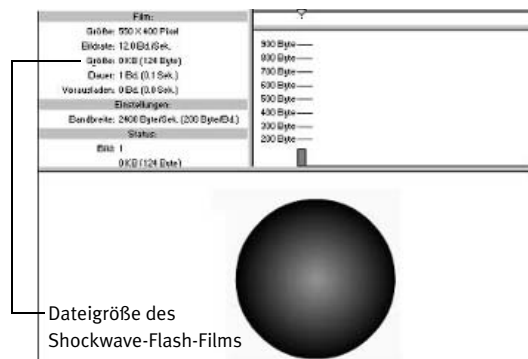 Film:
Größe: 550 X 400 Pixel
Bildrate: 12.0 Bd./Sek.
Größe: 0 KB (124 Byte)
Dauer: 1 Bd. (0.1 Sek.)
Vorausladen: 0 Bd. (0.0 Sek.)
Einstellungen:
Bandbreite: 2400 Byte/Sek. (200 Byte/Bd.)
Status:
Bild: 1
0 KB (124 Byte)
900 Byte
800 Byte
700 Byte
600 Byte
500 Byte
400 Byte
300 Byte
200 Byte
Dateigröße des
Shockwave-Flash-Films